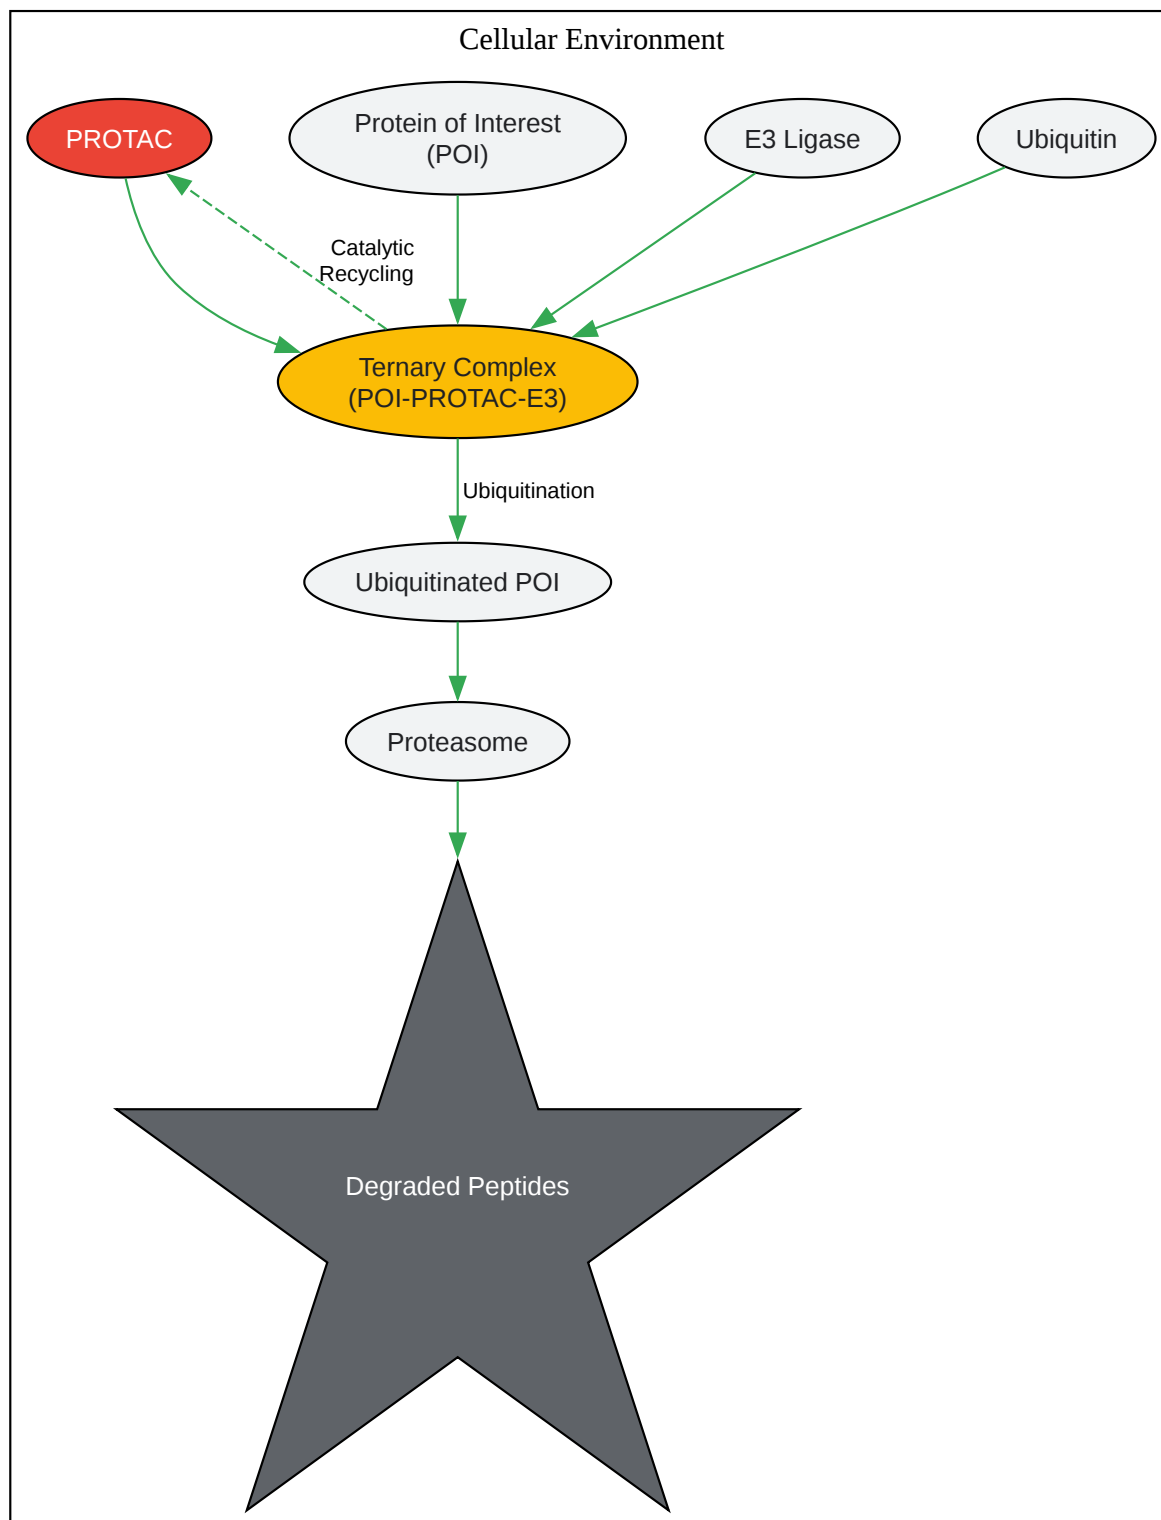 Cellular Environment
PROTAC
Protein of Interest
(POI)
E3 Ligase
Ubiquitin
Catalytic
Recycling
Ternary Complex
(POI-PROTAC-E3)
Ubiquitination
Ubiquitinated POI
Proteasome
Degraded Peptides